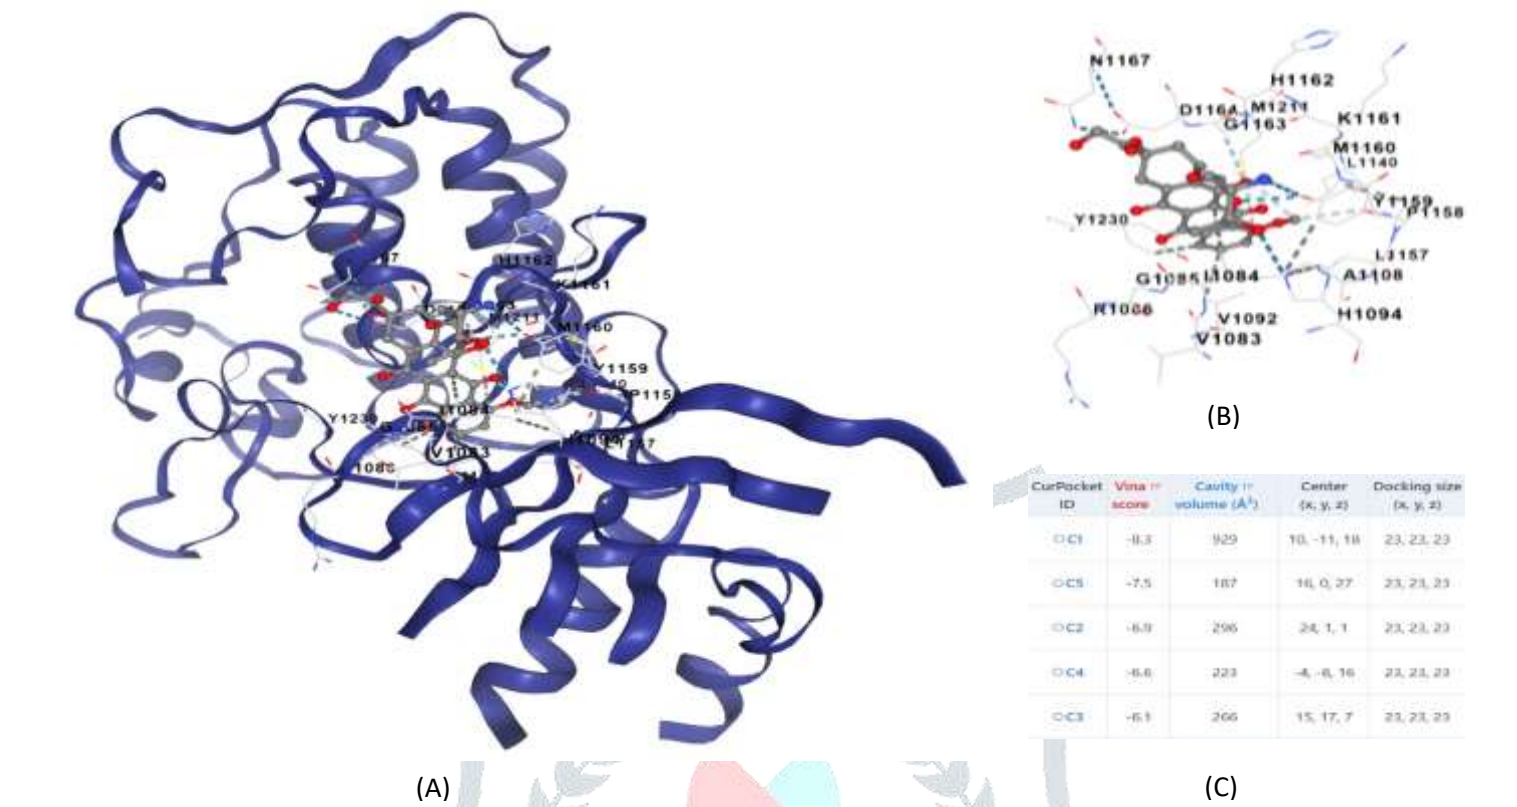 N1167
H1162
D1164 M1211
G1163
K1161
M1160
L1140
Y1159
P1158
Y1230
L1157
G1085 I1084
A1108
R1086
V1092
H1094
V1083
(B)
H1162
K1161
M1211
M1160
Y1159
Y1230
I1084
V1083
(A)
CurPocket ID
Vina score
Cavity volume (Å³)
Center (x, y, z)
Docking size (x, y, z)
C1 -8.3 929 10, -11, 18 23, 23, 23
C5 -7.5 187 16, 0, 27 23, 23, 23
C2 -6.9 296 24, 1, 1 23, 23, 23
C4 -6.6 223 -4, -8, 16 23, 23, 23
C3 -6.1 266 15, 17, 7 23, 23, 23
(C)